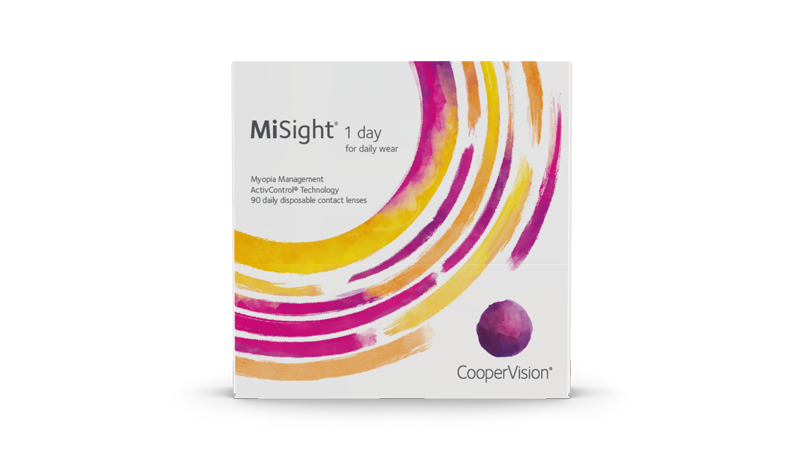 MiSight® 1 day
for daily wear
Myopia Management
ActivControl® Technology
90 daily disposable contact lenses
CooperVision®